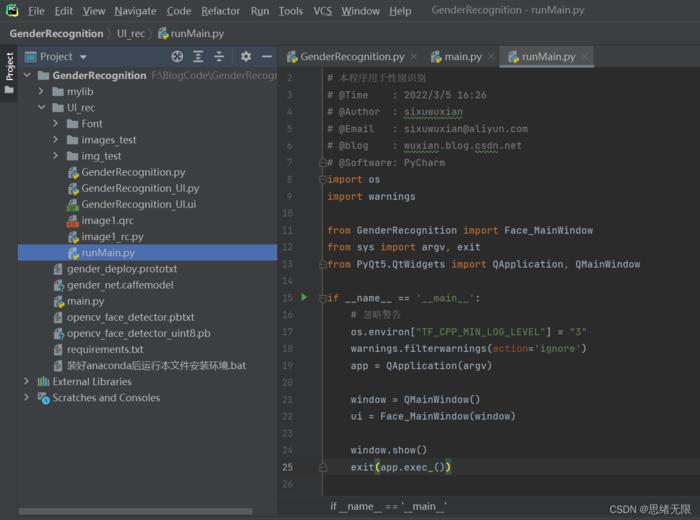 PC File Edit View Navigate Code Refactor Run Tools VCS Window Help GenderRecognition - runMain.py
GenderRecognition UI_rec runMain.py
Project
Project
GenderRecognition.py main.py runMain.py
GenderRecognition F:\BlogCode\GenderRecogn
mylib
UI_rec
Font
images_test
img_test
GenderRecognition.py
GenderRecognition_UI.py
GenderRecognition_UI.ui
image1.qrc
image1_rc.py
runMain.py
gender_deploy.prototxt
gender_net.caffemodel
main.py
opencv_face_detector.pbtxt
opencv_face_detector_uint8.pb
requirements.txt
装好anaconda后运行本文件安装环境.bat
External Libraries
Scratches and Consoles
2 # 本程序用于性别识别
3 # @Time : 2022/3/5 16:26
4 # @Author : sixuwuxian
5 # @Email : sixuwuxian@aliyun.com
6 # @blog : wuxian.blog.csdn.net
7 # @Software: PyCharm
8 import os
9 import warnings
10
11 from GenderRecognition import Face_MainWindow
12 from sys import argv, exit
13 from PyQt5.QtWidgets import QApplication, QMainWindow
14
15 if __name__ == '__main__':
16 # 忽略警告
17 os.environ["TF_CPP_MIN_LOG_LEVEL"] = "3"
18 warnings.filterwarnings(action='ignore')
19 app = QApplication(argv)
20
21 window = QMainWindow()
22 ui = Face_MainWindow(window)
23
24 window.show()
25 exit(app.exec_())
26
if __name__ == '__main__'
CSDN @思绪无限